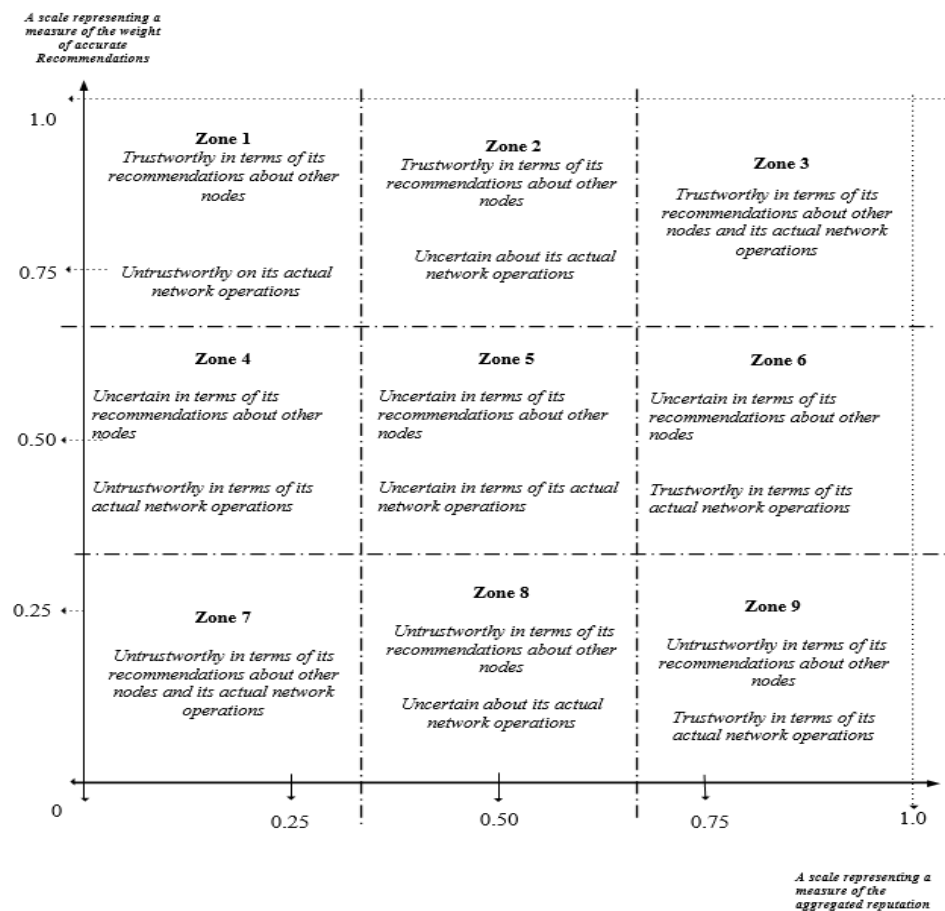 A scale representing a
measure of the weight
of accurate
Recommendations
1.0
Zone 1
Trustworthy in terms of its
recommendations about other
nodes
Untrustworthy on its actual
network operations
Zone 2
Trustworthy in terms of its
recommendations about other
nodes
Uncertain about its actual
network operations
Zone 3
Trustworthy in terms of its
recommendations about other
nodes and its actual network
operations
0.75
Zone 4
Uncertain in terms of its
recommendations about other
nodes
Untrustworthy in terms of its
actual network operations
Zone 5
Uncertain in terms of its
recommendations about other
nodes
Uncertain in terms of its actual
network operations
Zone 6
Uncertain in terms of its
recommendations about other
nodes
Trustworthy in terms of its
actual network operations
0.50
0.25
Zone 7
Untrustworthy in terms of its
recommendations about other
nodes and its actual network
operations
Zone 8
Untrustworthy in terms of its
recommendations about other
nodes
Uncertain about its actual
network operations
Zone 9
Untrustworthy in terms of its
recommendations about other
nodes
Trustworthy in terms of its
actual network operations
0
0.25
0.50
0.75
1.0
A scale representing a
measure of the
aggregated reputation